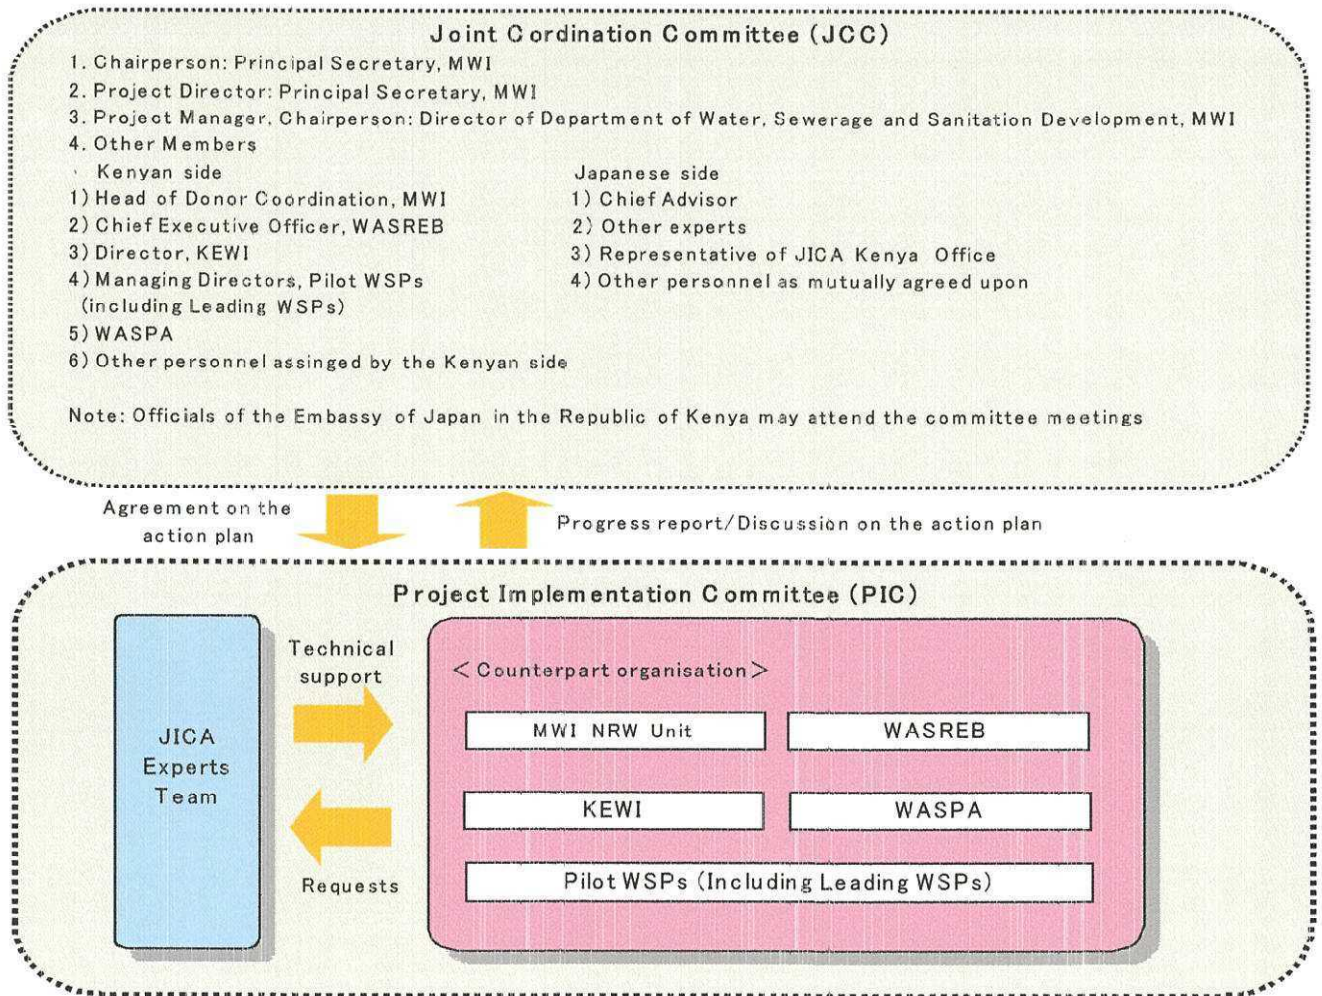 Joint Cordination Committee (JCC)
1. Chairperson: Principal Secretary, MWI
2. Project Director: Principal Secretary, MWI
3. Project Manager, Chairperson: Director of Department of Water, Sewerage and Sanitation Development, MWI
4. Other Members
Kenyan side
1) Head of Donor Coordination, MWI
2) Chief Executive Officer, WASREB
3) Director, KEWI
4) Managing Directors, Pilot WSPs
(including Leading WSPs)
5) WASPA
6) Other personnel assinged by the Kenyan side
Japanese side
1) Chief Advisor
2) Other experts
3) Representative of JICA Kenya Office
4) Other personnel as mutually agreed upon
Note: Officials of the Embassy of Japan in the Republic of Kenya may attend the committee meetings
Agreement on the
action plan
Progress report/Discussion on the action plan
Project Implementation Committee (PIC)
JICA
Experts
Team
Technical
support
Requests
<Counterpart organisation>
MWI NRW Unit
WASREB
KEWI
WASPA
Pilot WSPs (Including Leading WSPs)